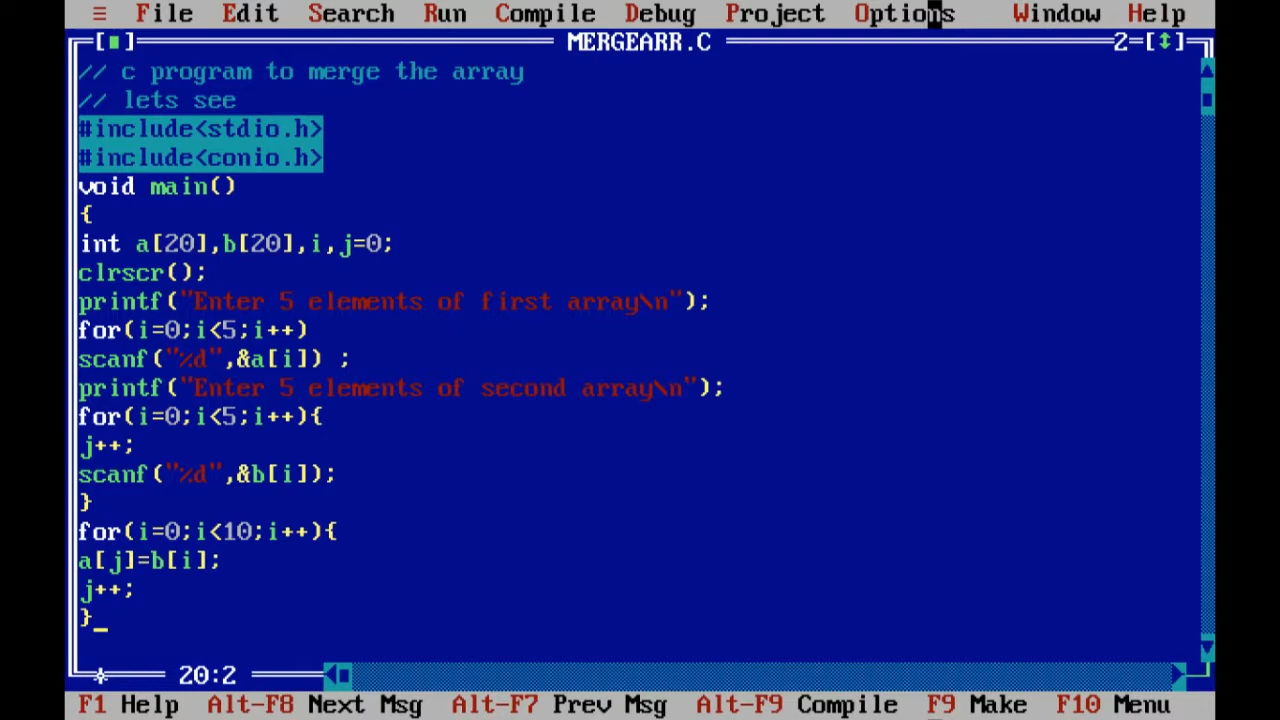 ≡ File Edit Search Run Compile Debug Project Options Window Help
[■] MERGEARR.C 2=[↕]
// c program to merge the array
// lets see
#include<stdio.h>
#include<conio.h>
void main()
{
int a[20],b[20],i,j=0;
clrscr();
printf("Enter 5 elements of first array\n");
for(i=0;i<5;i++)
scanf("%d",&a[i]) ;
printf("Enter 5 elements of second array\n");
for(i=0;i<5;i++){
j++;
scanf("%d",&b[i]);
}
for(i=0;i<10;i++){
a[j]=b[i];
j++;
}
20:2
F1 Help Alt-F8 Next Msg Alt-F7 Prev Msg Alt-F9 Compile F9 Make F10 Menu